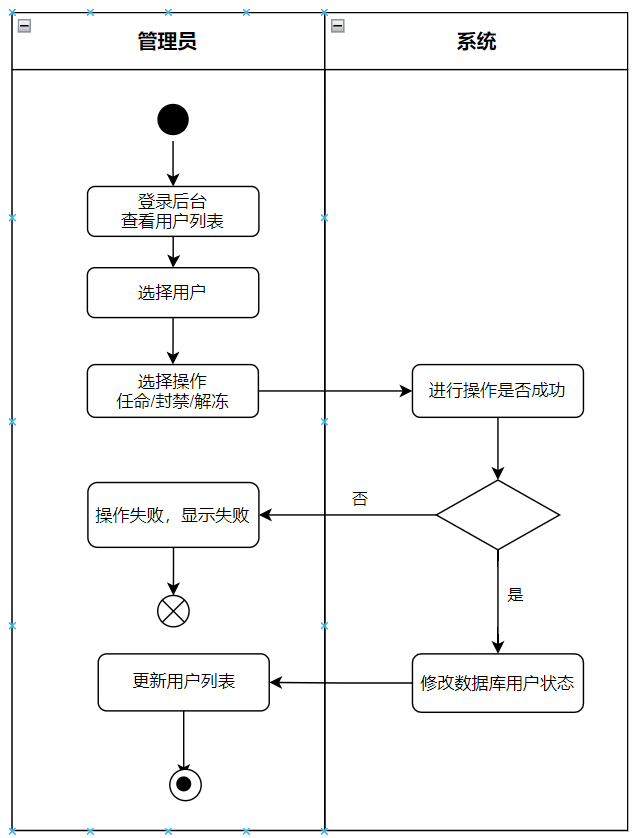 管理员
系统
登录后台
查看用户列表
选择用户
选择操作
任命/封禁/解冻
进行操作是否成功
否
操作失败，显示失败
是
更新用户列表
修改数据库用户状态